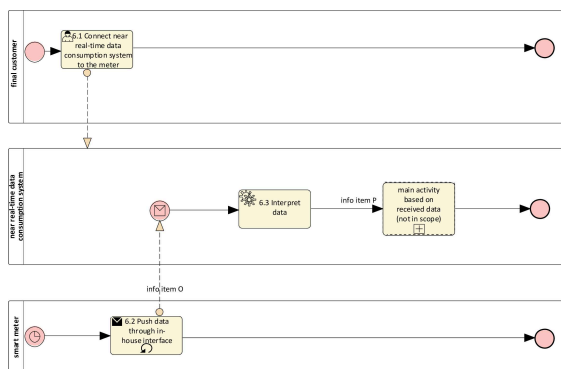 final customer
6.1 Connect near
real-time data
consumption system
to the meter
near real-time data
consumption system
6.3 Interpret
data
info item P
main activity
based on
received data
(not in scope)
info item O
smart meter
6.2 Push data
through in-
house interface